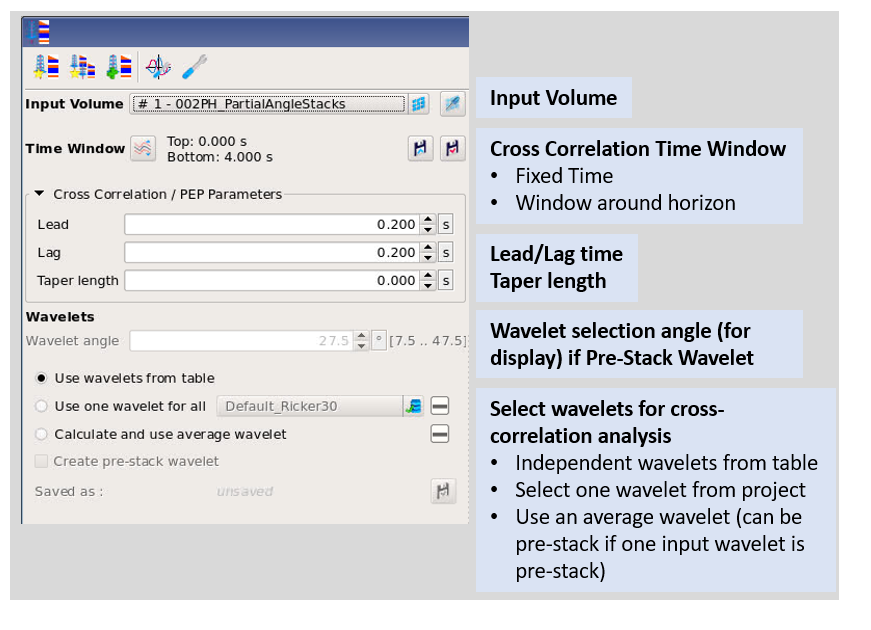 Input Volume # 1 - 002PH_PartialAngleStacks
Time Window Top: 0.000 s
Bottom: 4.000 s
Cross Correlation / PEP Parameters
Lead 0.200 s
Lag 0.200 s
Taper length 0.000 s
Wavelets
Wavelet angle 27.5 ° [7.5 .. 47.5]
Use wavelets from table
Use one wavelet for all Default_Ricker30
Calculate and use average wavelet
Create pre-stack wavelet
Saved as : unsaved
Input Volume
Cross Correlation Time Window
• Fixed Time
• Window around horizon
Lead/Lag time
Taper length
Wavelet selection angle (for
display) if Pre-Stack Wavelet
Select wavelets for cross-
correlation analysis
• Independent wavelets from table
• Select one wavelet from project
• Use an average wavelet (can be
pre-stack if one input wavelet is
pre-stack)